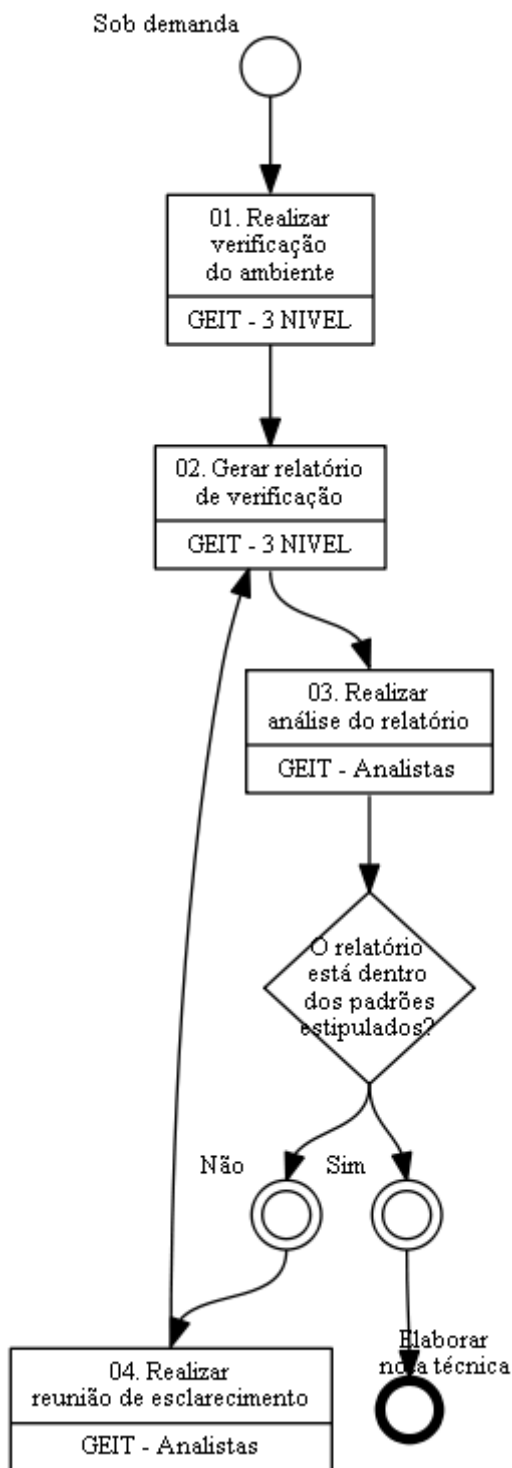 Sob demanda
01. Realizar
verificação
do ambiente
GEIT - 3 NIVEL
02. Gerar relatório
de verificação
GEIT - 3 NIVEL
03. Realizar
análise do relatório
GEIT - Analistas
O relatório
está dentro
dos padrões
estipulados?
Não
Sim
04. Realizar
reunião de esclarecimento
GEIT - Analistas
Elaborar
nota técnica